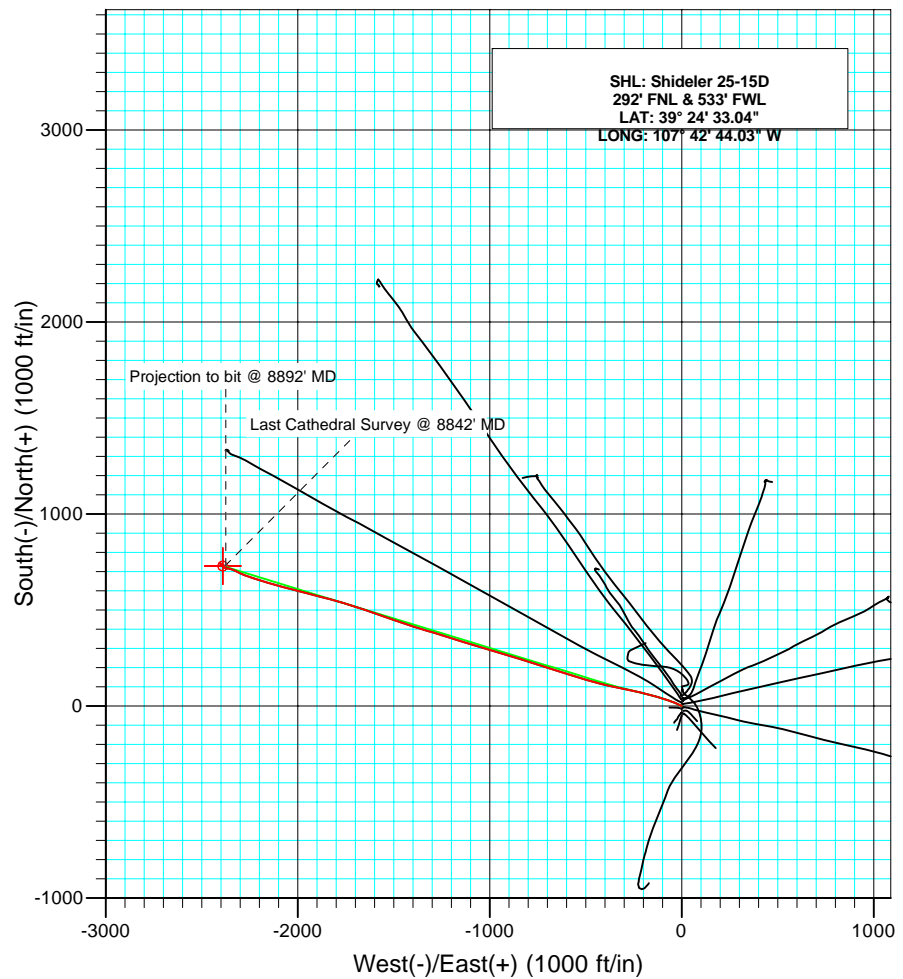 SHL: Shideler 25-15D
292' FNL & 533' FWL
LAT: 39° 24' 33.04"
LONG: 107° 42' 44.03" W
3000
2000
1000
0
-1000
South(-)/North(+) (1000 ft/in)
Projection to bit @ 8892' MD
Last Cathedral Survey @ 8842' MD
-3000
-2000
-1000
0
1000
West(-)/East(+) (1000 ft/in)